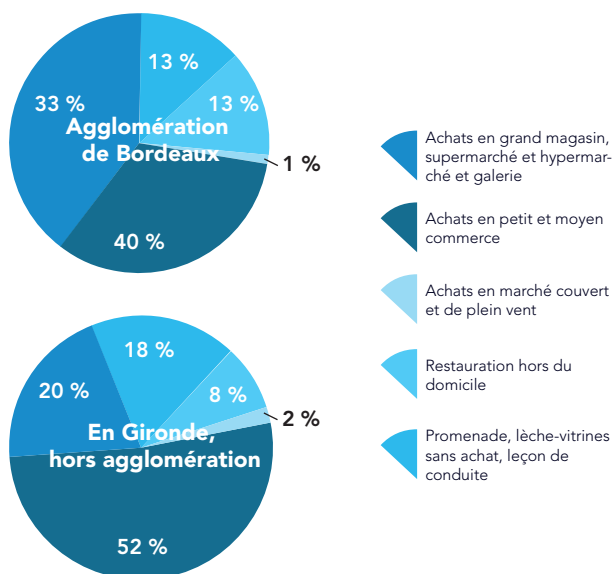 13 %
33 %
13 %
Agglomération
de Bordeaux
1 %
40 %
18 %
20 %
8 %
2 %
En Gironde,
hors agglomération
52 %
Achats en grand magasin,
supermarché et hypermar-
ché et galerie
Achats en petit et moyen
commerce
Achats en marché couvert
et de plein vent
Restauration hors du
domicile
Promenade, lèche-vitrines
sans achat, leçon de
conduite